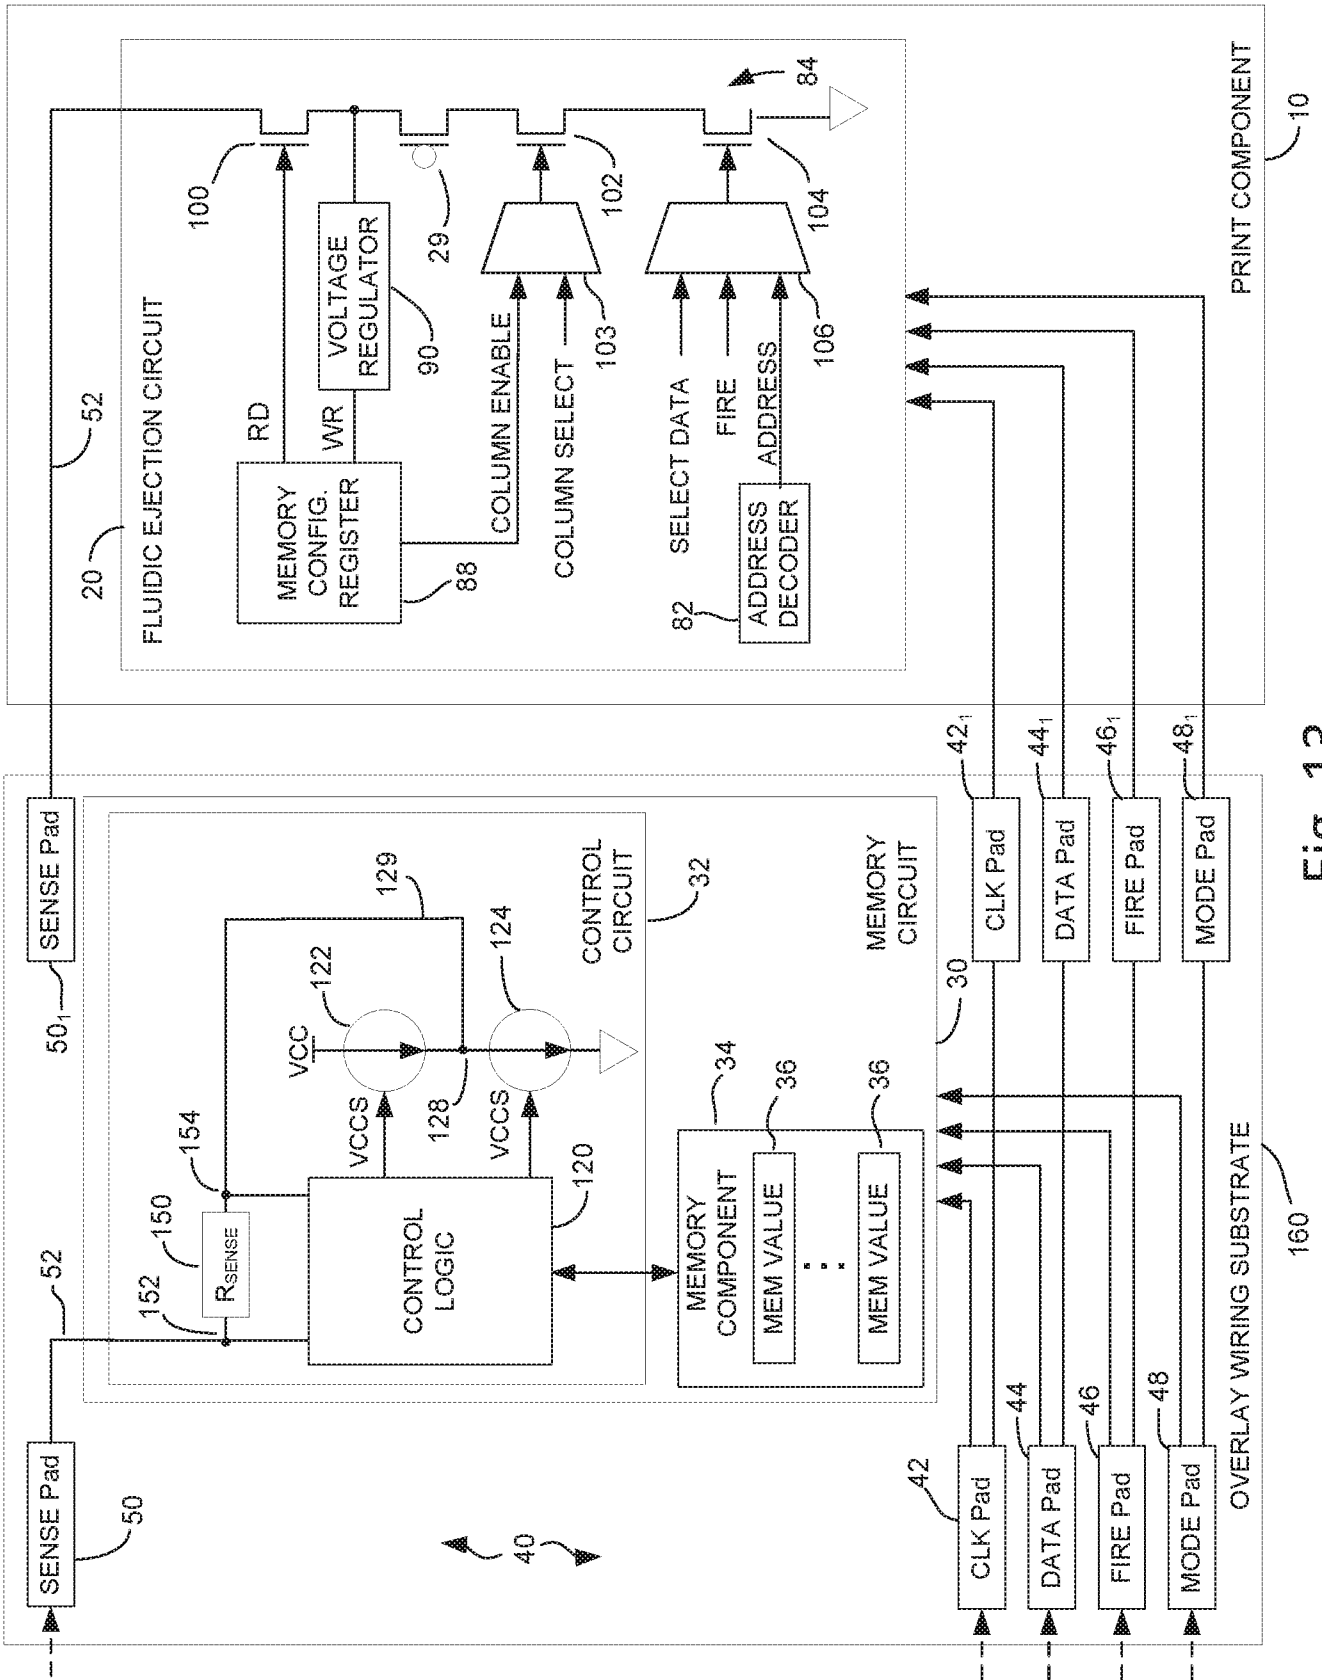 SENSE Pad
50
52
152
RSENSE
150
154
129
VCC
122
VCCS
128
VCCS
124
CONTROL
LOGIC
120
CONTROL
CIRCUIT
32
MEMORY
CIRCUIT
30
MEMORY
COMPONENT
34
MEM VALUE
36
MEM VALUE
36
40
CLK Pad
42
DATA Pad
44
FIRE Pad
46
MODE Pad
48
OVERLAY WIRING SUBSTRATE
160
SENSE Pad
501
CLK Pad
421
DATA Pad
441
FIRE Pad
461
MODE Pad
481
52
20
FLUIDIC EJECTION CIRCUIT
MEMORY
CONFIG.
REGISTER
88
RD
WR
VOLTAGE
REGULATOR
90
100
29
COLUMN ENABLE
COLUMN SELECT
103
102
SELECT DATA
FIRE
ADDRESS
82
ADDRESS
DECODER
106
104
84
PRINT COMPONENT
10